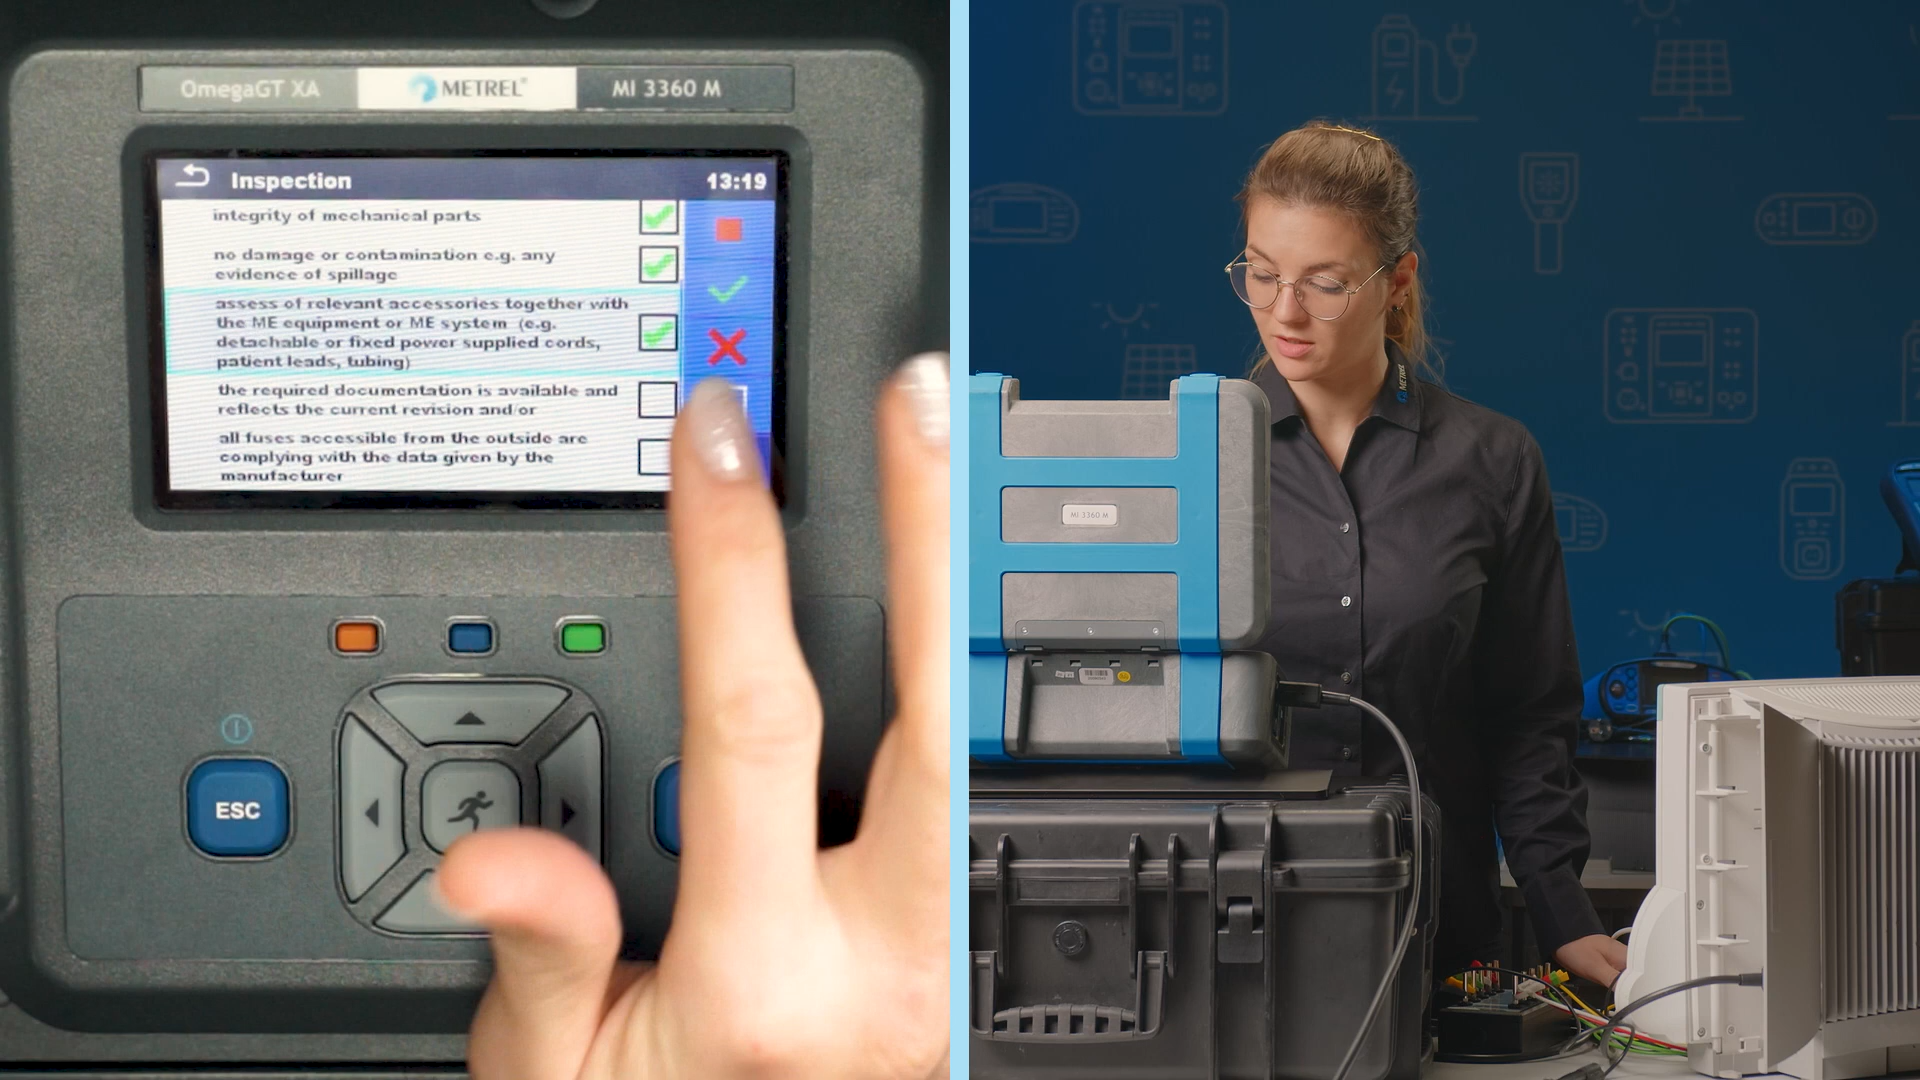 OmegaGT XA
METREL®
MI 3360 M
Inspection
13:19
integrity of mechanical parts
no damage or contamination e.g. any
evidence of spillage
assess of relevant accessories together with
the ME equipment or ME system (e.g.
detachable or fixed power supplied cords,
patient leads, tubing)
the required documentation is available and
reflects the current revision and/or
all fuses accessible from the outside are
complying with the data given by the
manufacturer
ESC
MI 3360 M
METREL